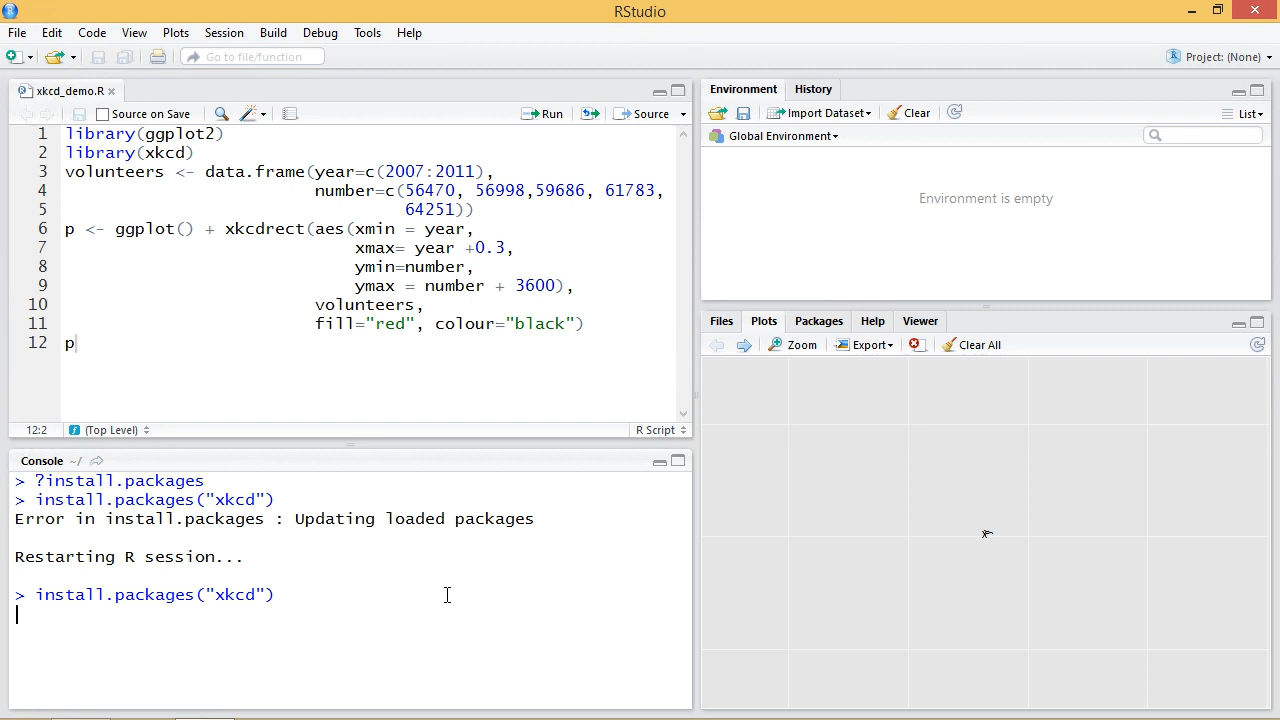 RStudio
File Edit Code View Plots Session Build Debug Tools Help
Go to file/function
Project: (None)
xkcd_demo.R
Source on Save
Run
Source
1 library(ggplot2)
2 library(xkcd)
3 volunteers <- data.frame(year=c(2007:2011),
4 number=c(56470, 56998,59686, 61783,
5 64251))
6 p <- ggplot() + xkcdrect(aes(xmin = year,
7 xmax= year +0.3,
8 ymin=number,
9 ymax = number + 3600),
10 volunteers,
11 fill="red", colour="black")
12 p
12:2
(Top Level)
R Script
Console ~/
> ?install.packages
> install.packages("xkcd")
Error in install.packages : Updating loaded packages
Restarting R session...
> install.packages("xkcd")
Environment History
Import Dataset
Clear
List
Global Environment
Environment is empty
Files Plots Packages Help Viewer
Zoom Export Clear All